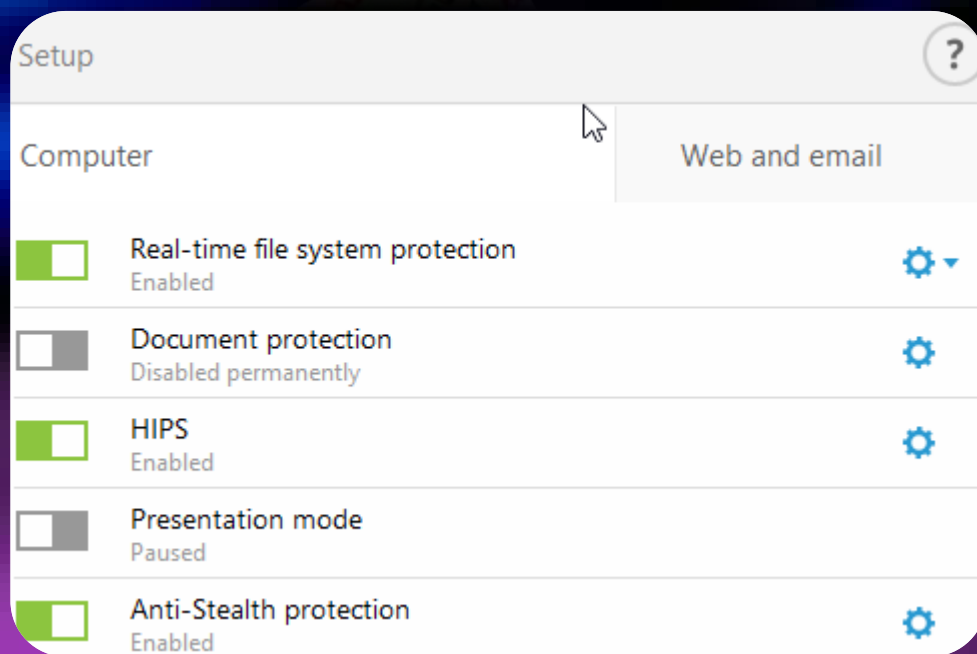 Setup
?
Computer
Web and email
Real-time file system protection
Enabled
Document protection
Disabled permanently
HIPS
Enabled
Presentation mode
Paused
Anti-Stealth protection
Enabled